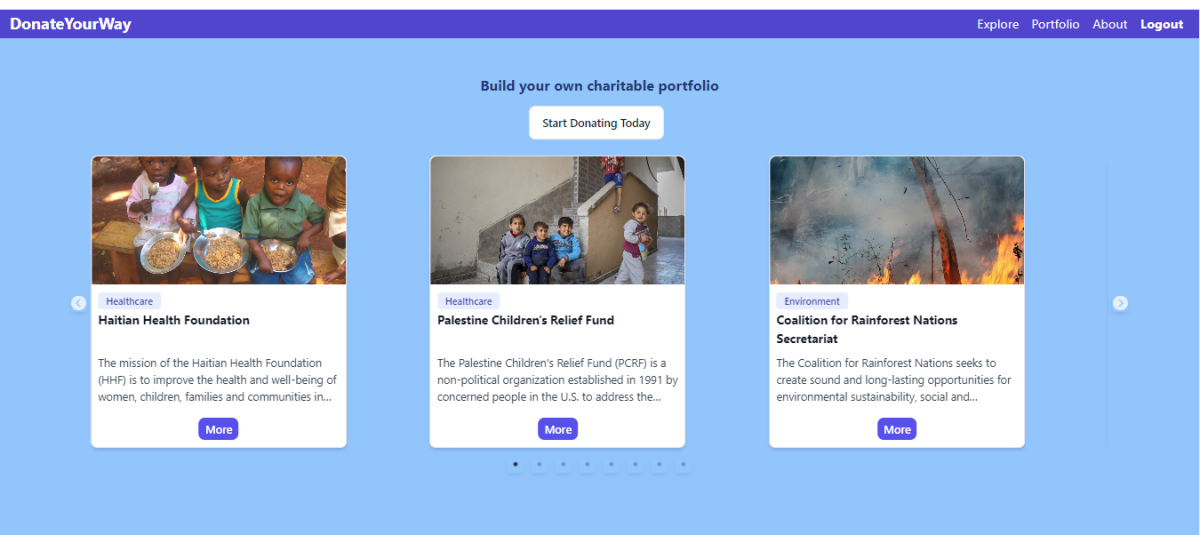 DonateYourWay
Explore Portfolio About Logout
Build your own charitable portfolio
Start Donating Today
Healthcare
Haitian Health Foundation
The mission of the Haitian Health Foundation
(HHF) is to improve the health and well-being of
women, children, families and communities in...
More
Healthcare
Palestine Children's Relief Fund
The Palestine Children's Relief Fund (PCRF) is a
non-political organization established in 1991 by
concerned people in the U.S. to address the...
More
Environment
Coalition for Rainforest Nations
Secretariat
The Coalition for Rainforest Nations seeks to
create sound and long-lasting opportunities for
environmental sustainability, social and...
More